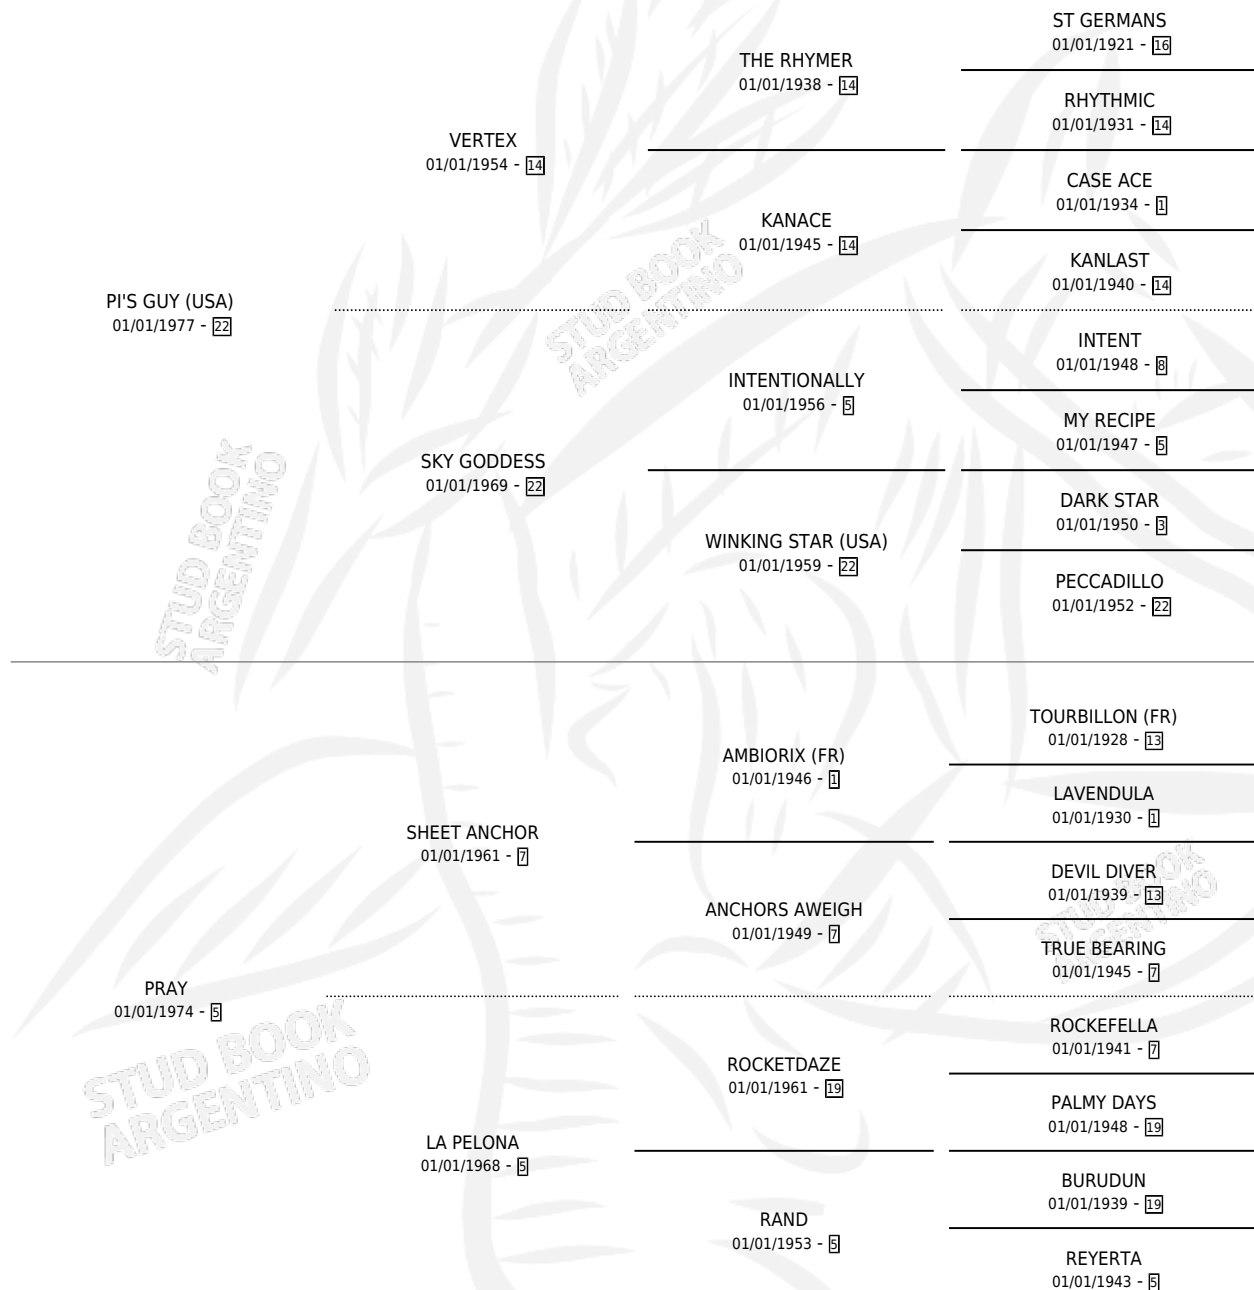 ST GERMANS
01/01/1921 - 16
THE RHYMER
01/01/1938 - 14
RHYTHMIC
01/01/1931 - 14
VERTEX
01/01/1954 - 14
CASE ACE
01/01/1934 - 1
KANACE
01/01/1945 - 14
KANLAST
01/01/1940 - 14
PI'S GUY (USA)
01/01/1977 - 22
INTENT
01/01/1948 - 8
INTENTIONALLY
01/01/1956 - 5
MY RECIPE
01/01/1947 - 5
SKY GODDESS
01/01/1969 - 22
DARK STAR
01/01/1950 - 3
WINKING STAR (USA)
01/01/1959 - 22
PECCADILLO
01/01/1952 - 22
TOURBILLON (FR)
01/01/1928 - 13
AMBIORIX (FR)
01/01/1946 - 1
LAVENDULA
01/01/1930 - 1
SHEET ANCHOR
01/01/1961 - 7
DEVIL DIVER
01/01/1939 - 13
ANCHORS AWEIGH
01/01/1949 - 7
TRUE BEARING
01/01/1945 - 7
PRAY
01/01/1974 - 5
ROCKEFELLA
01/01/1941 - 7
ROCKETDAZE
01/01/1961 - 19
PALMY DAYS
01/01/1948 - 19
LA PELONA
01/01/1968 - 5
BURUDUN
01/01/1939 - 19
RAND
01/01/1953 - 5
REYERTA
01/01/1943 - 5
STUD BOOK
ARGENTINO
STUD BOOK
ARGENTINO
STUD BOOK
ARGENTINO
STUD BOOK
ARGENTINO